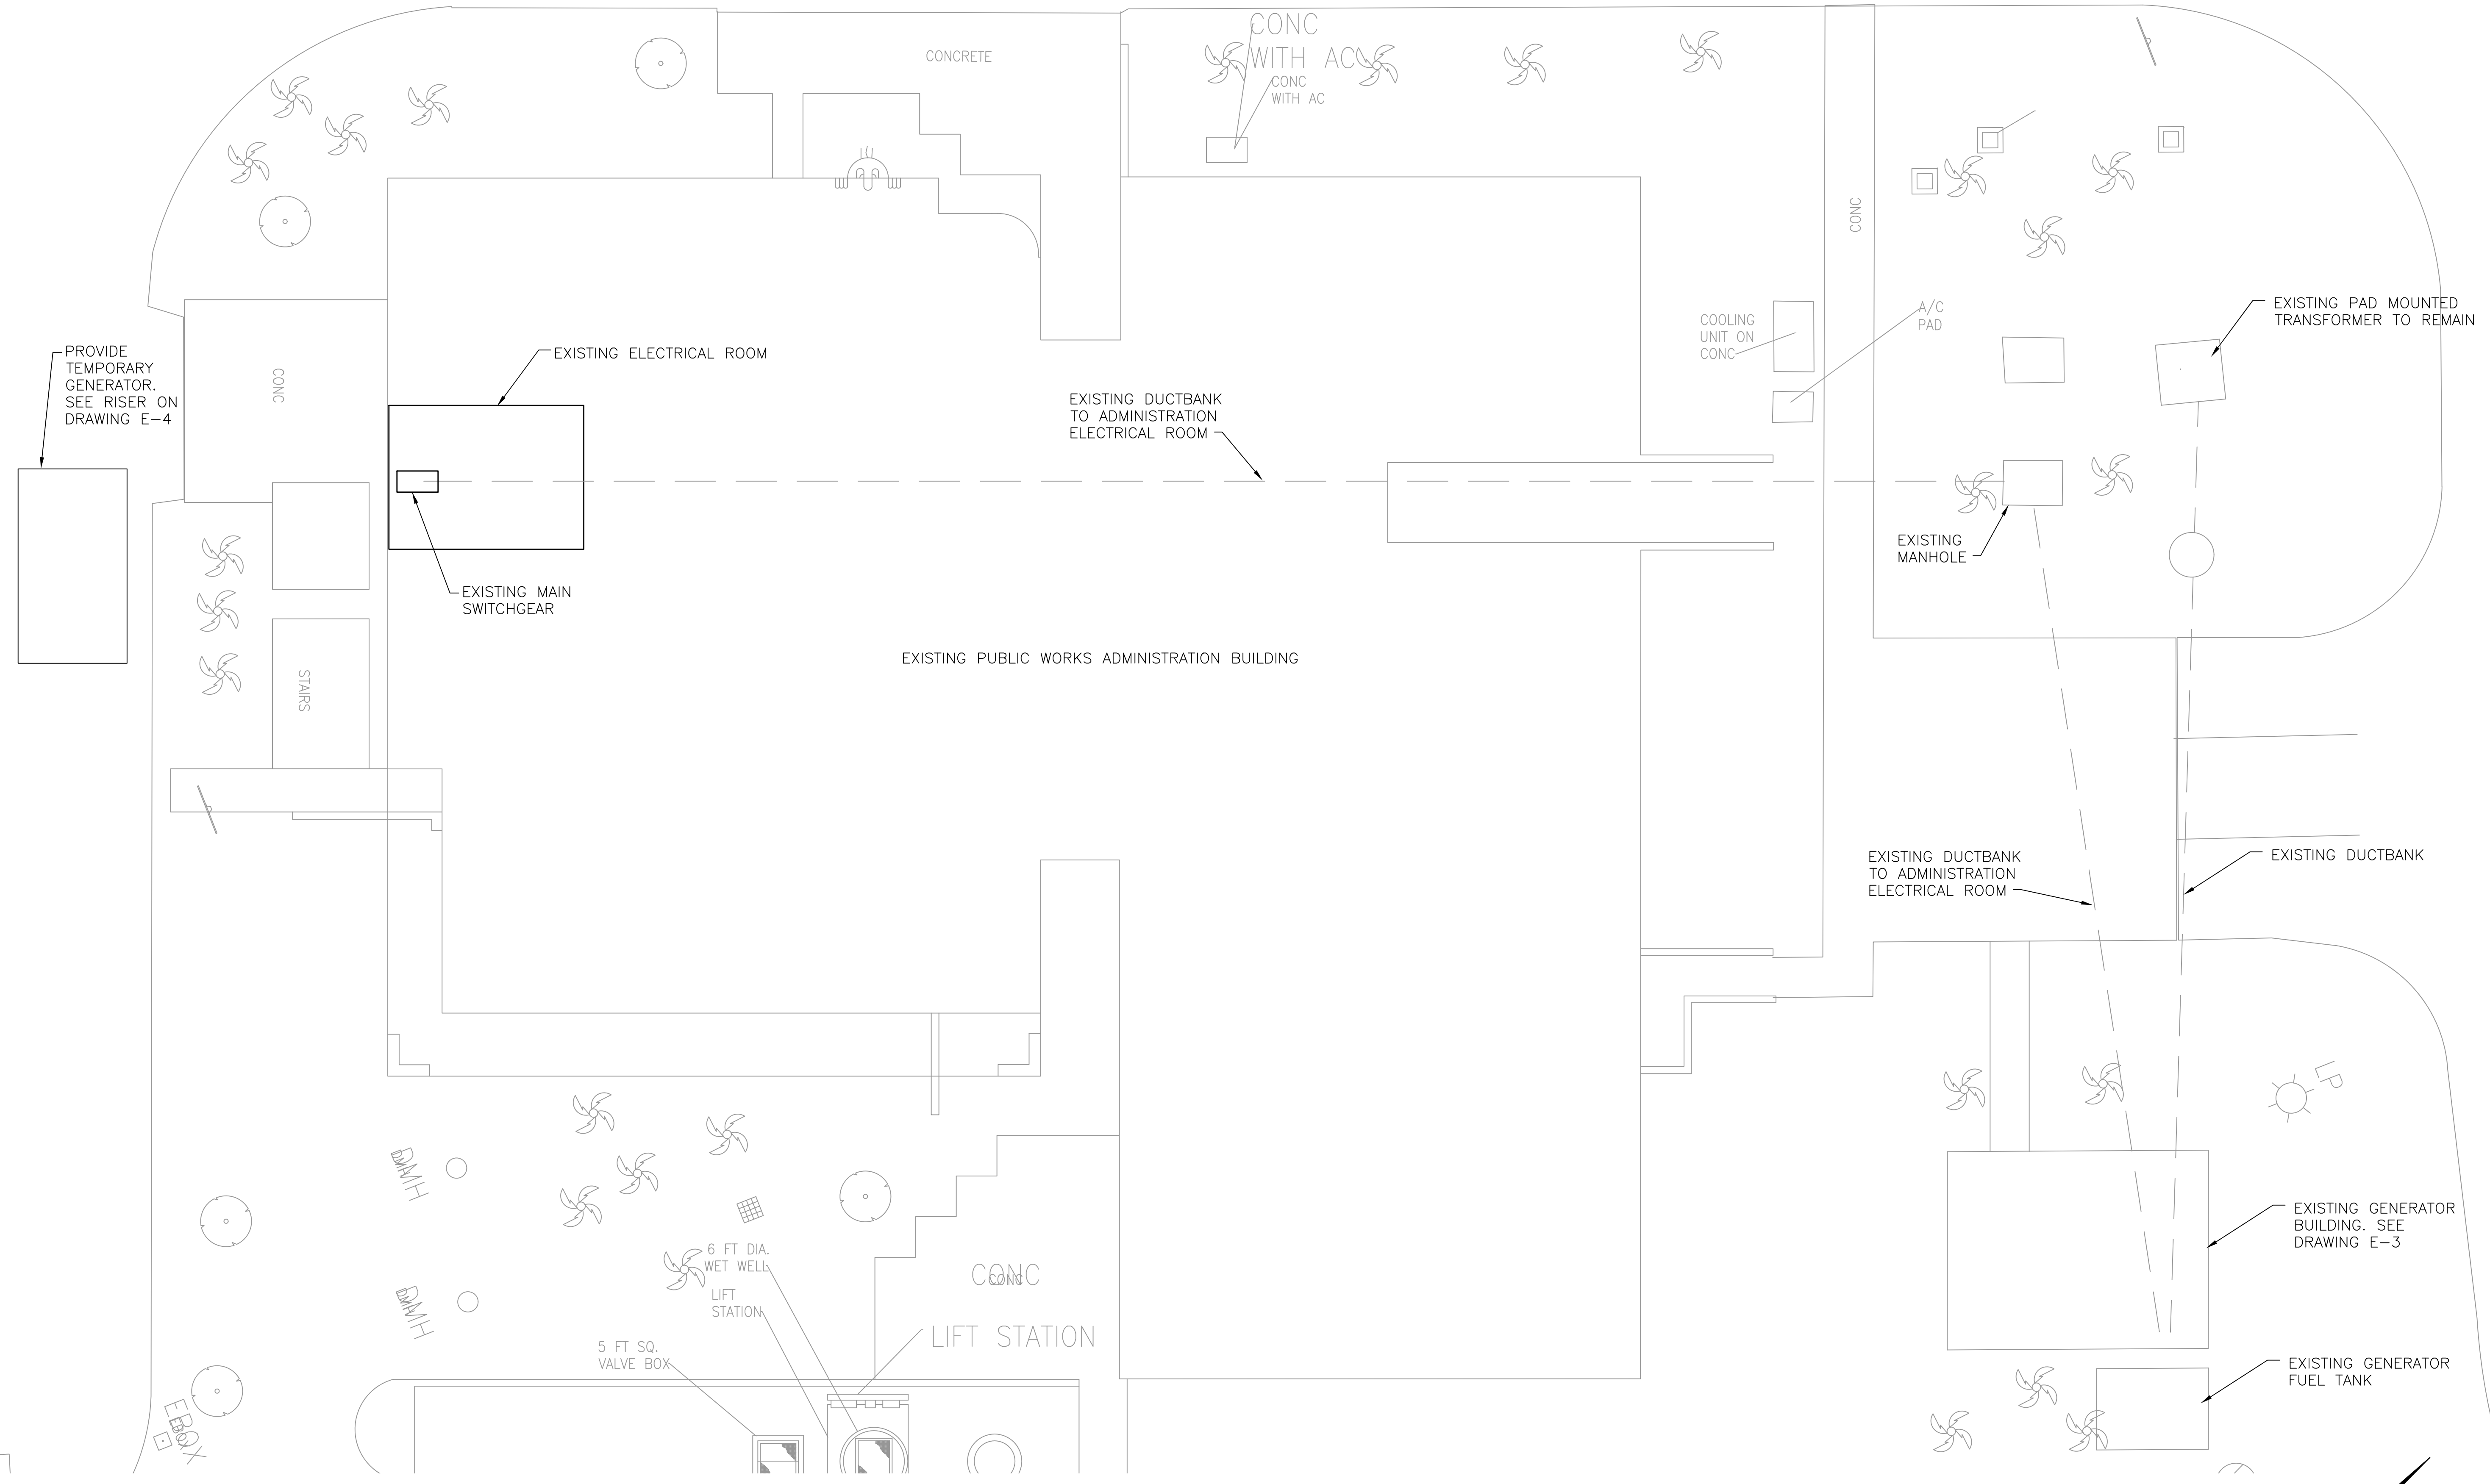 CONC
WITH AC
CONCRETE
CONC
WITH AC
CONC
EXISTING PAD MOUNTED
TRANSFORMER TO REMAIN
A/C
PAD
COOLING
UNIT ON
CONC
PROVIDE
TEMPORARY
GENERATOR.
SEE RISER ON
DRAWING E-4
EXISTING ELECTRICAL ROOM
CONC
EXISTING DUCTBANK
TO ADMINISTRATION
ELECTRICAL ROOM
EXISTING
MANHOLE
EXISTING MAIN
SWITCHGEAR
EXISTING PUBLIC WORKS ADMINISTRATION BUILDING
STAIRS
EXISTING DUCTBANK
TO ADMINISTRATION
ELECTRICAL ROOM
EXISTING DUCTBANK
LP
DMH
DMH
EXISTING GENERATOR
BUILDING. SEE
DRAWING E-3
6 FT DIA.
WET WELL
CONC
CONC
LIFT
STATION
DMH
DMH
LIFT STATION
5 FT SQ.
VALVE BOX
EXISTING GENERATOR
FUEL TANK